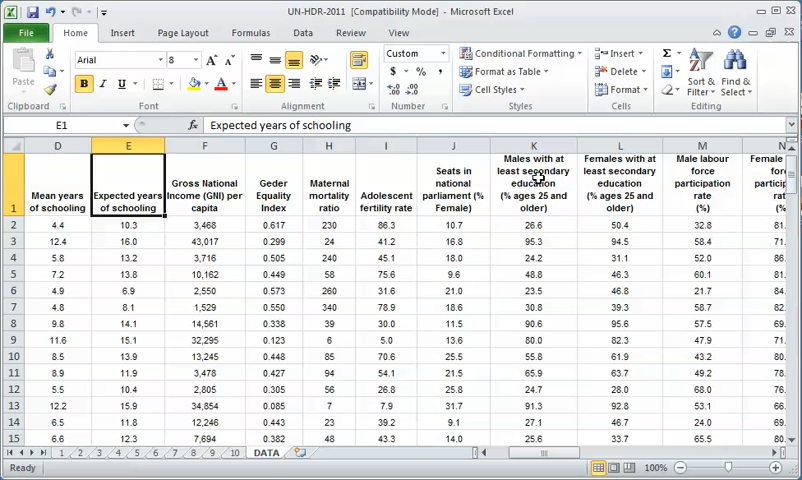 UN-HDR-2011 [Compatibility Mode] - Microsoft Excel
File Home Insert Page Layout Formulas Data Review View
Arial 8 Custom Conditional Formatting Insert Σ
Paste B I U $ % , Format as Table Delete Sort & Filter Find & Select
Cell Styles Format
Clipboard Font Alignment Number Styles Cells Editing
E1 fx Expected years of schooling
D E F G H I J K L M N
1 Mean years of schooling Expected years of schooling Gross National Income (GNI) per capita Geder Equality Index Maternal mortality ratio Adolescent fertility rate Seats in national parliament (% Female) Males with at least secondary education (% ages 25 and older) Females with at least secondary education (% ages 25 and older) Male labour force participation rate (%) Female
2 4.4 10.3 3,468 0.617 230 86.3 10.7 26.6 50.4 32.8 81.
3 12.4 16.0 43,017 0.299 24 41.2 16.8 95.3 94.5 58.4 71.
4 5.8 13.2 3,716 0.505 240 45.1 18.0 24.2 31.1 52.0 86.
5 7.2 13.8 10,162 0.449 58 75.6 9.6 48.8 46.3 60.1 81.
6 4.9 6.9 2,550 0.573 260 31.6 21.0 23.5 46.8 21.7 84.
7 4.8 8.1 1,529 0.550 340 78.9 18.6 30.8 39.3 58.7 82.
8 9.8 14.1 14,561 0.338 39 30.0 11.5 90.6 95.6 57.5 69.
9 11.6 15.1 32,295 0.123 6 5.0 13.6 80.0 82.3 47.9 71.
10 8.5 13.9 13,245 0.448 85 70.6 25.5 55.8 61.9 43.2 80.
11 8.9 11.9 3,478 0.427 94 54.1 21.5 65.9 63.7 49.2 73.
12 5.5 10.4 2,805 0.305 56 26.8 25.8 24.7 28.0 68.0 76.
13 12.2 15.9 34,854 0.085 7 7.9 31.7 91.3 92.8 53.1 66.
14 6.5 11.8 12,246 0.443 23 39.2 9.1 27.1 46.7 24.0 
15 6.6 12.3 7,694 0.382 48 43.3 14.0 25.6 33.7 65.5 80.
1 2 3 4 5 6 7 8 9 10 DATA
Ready 100%